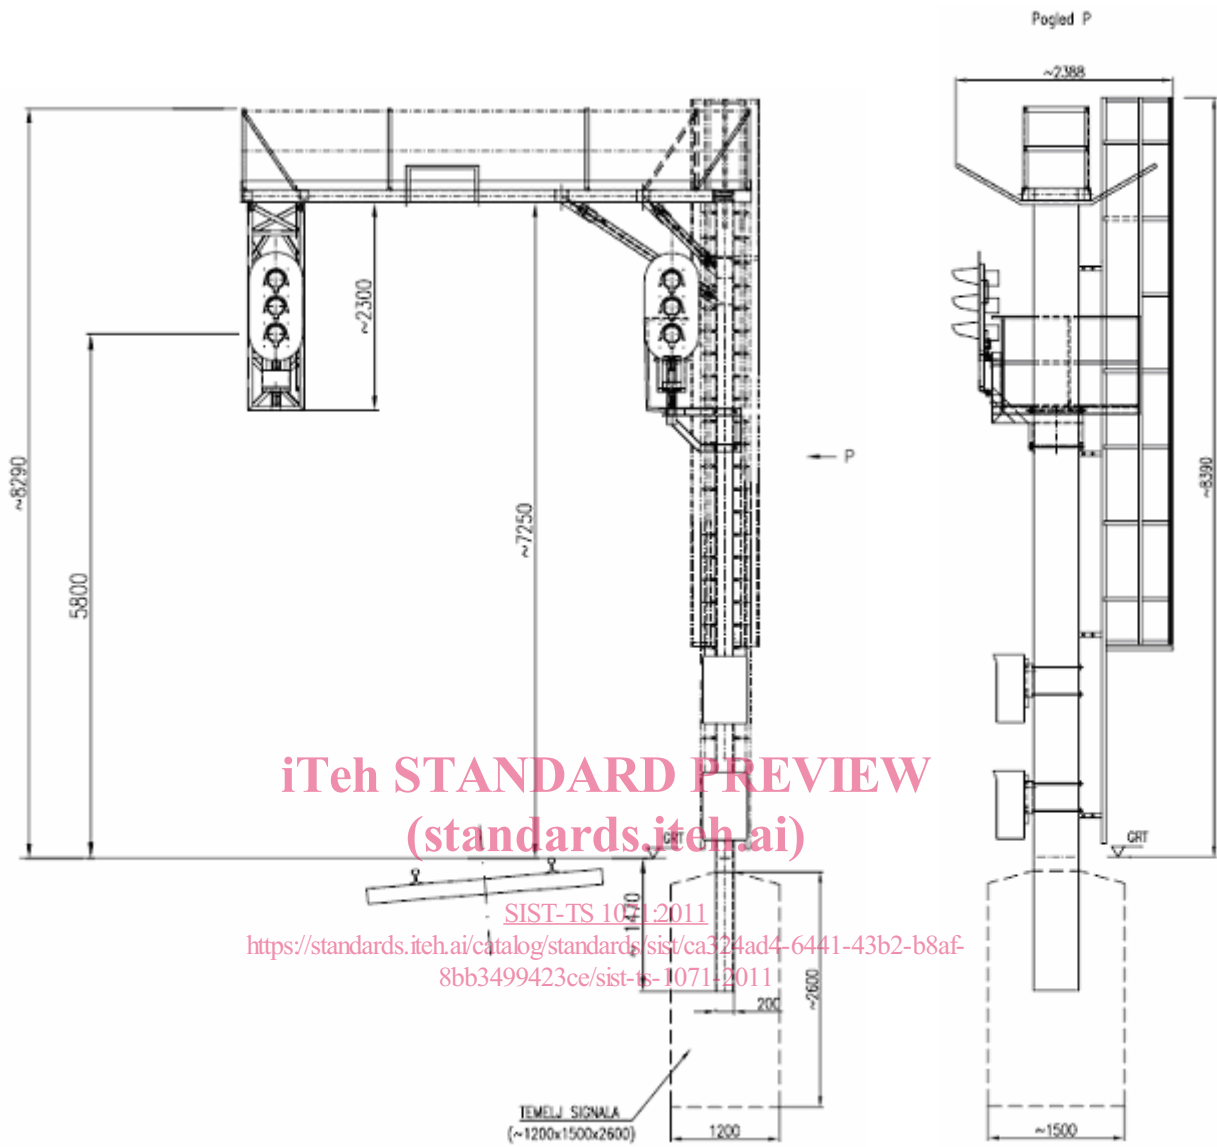 Pogled P
~2388
~2300
P
~8290
~7250
~8390
5800
iTeh STANDARD PREVIEW
(standards.iteh.ai)
GRT
GRT
SIST-TS 1071:2011
https://standards.iteh.ai/catalog/standards/sist/ca324ad4-6441-43b2-b8af-
8bb3499423ce/sist-ts-1071-2011
~2600
200
TEMELJ SIGNALA
(~1200x1500x2600)
1200
~1500